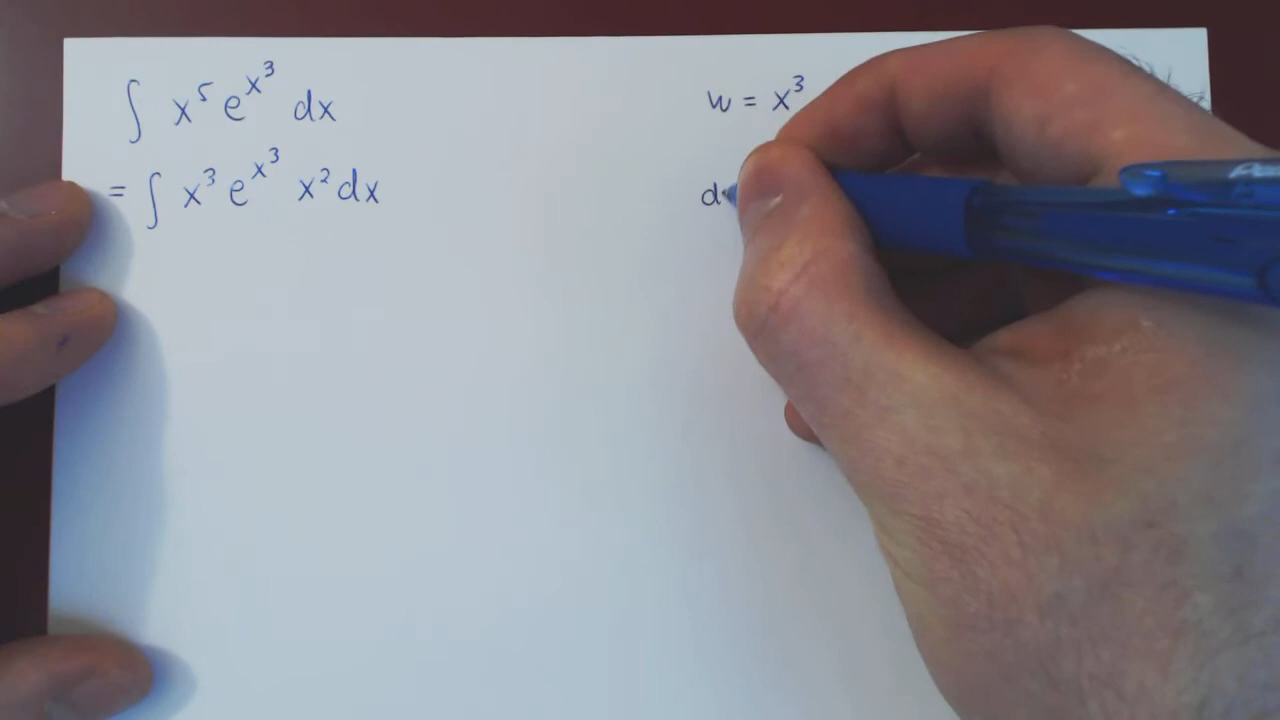 ∫ x⁵ e^{x³} dx
= ∫ x³ e^{x³} x² dx
w = x³
d